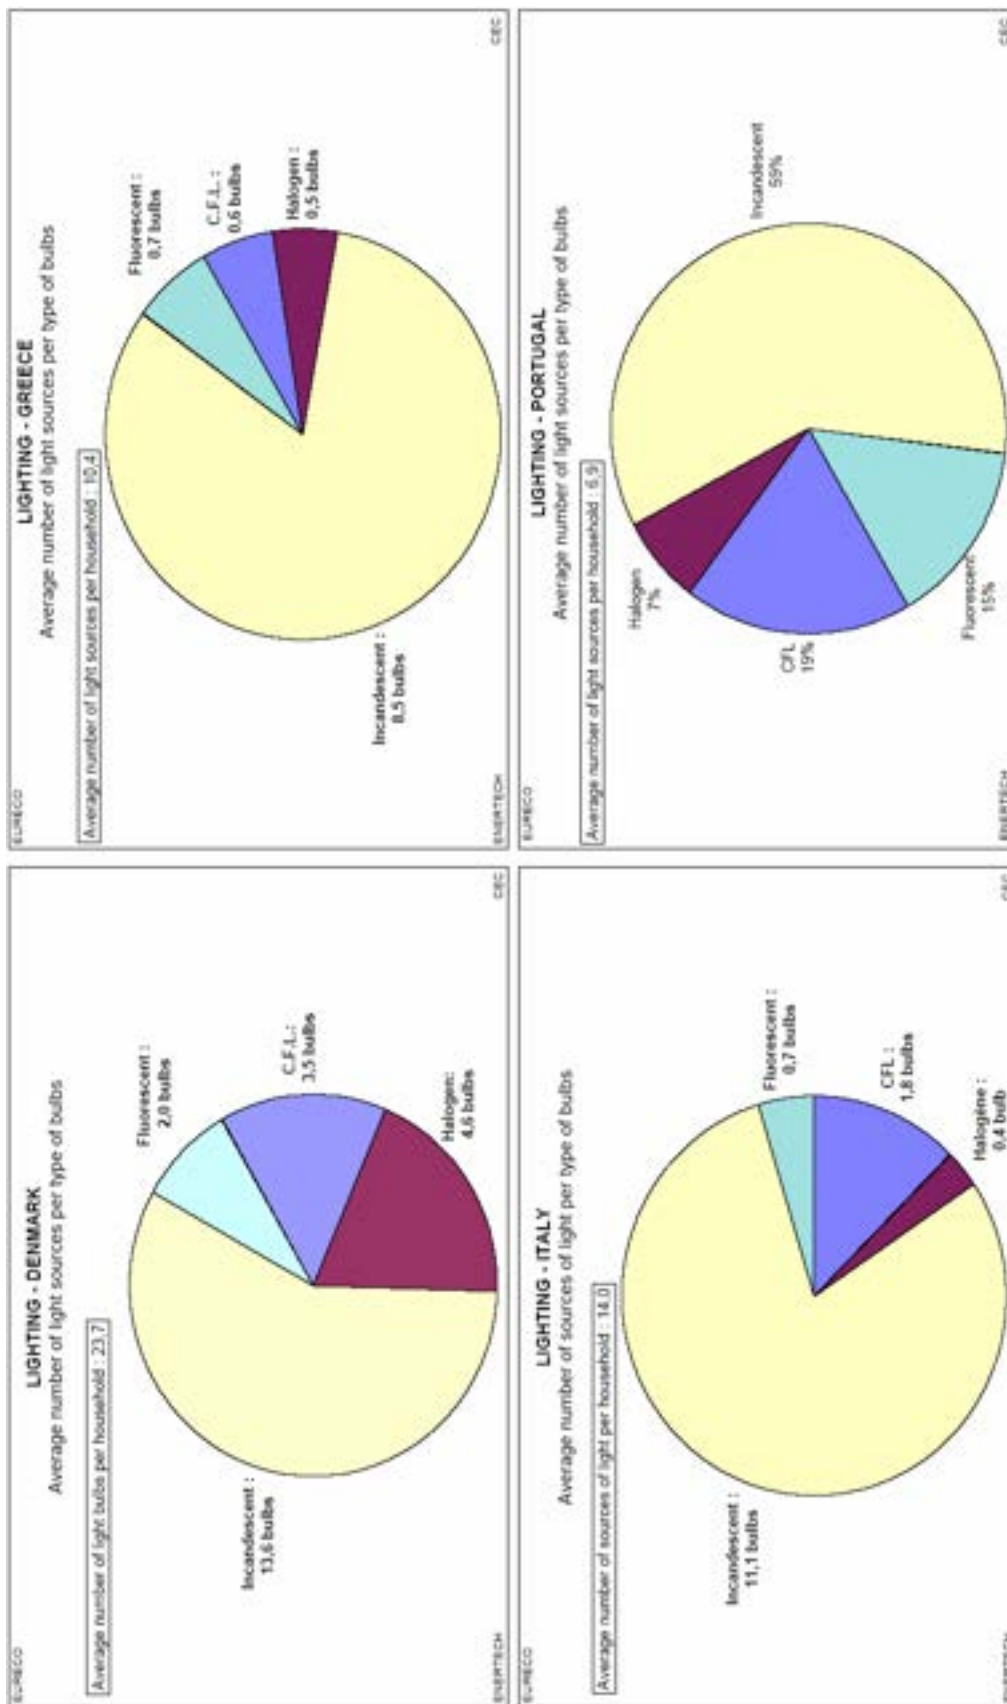 EURECO
LIGHTING - DENMARK
Average number of light sources per type of bulbs
Average number of light bulbs per household : 23,7
Fluorescent :
2,0 bulbs
C.F.L.:
3,5 bulbs
Halogen:
4,6 bulbs
Incandescent :
13,6 bulbs
ENERTECH
CEC
EURECO
LIGHTING - GREECE
Average number of light sources per type of bulbs
Average number of light sources per household : 10,4
Fluorescent :
0,7 bulbs
C.F.L. :
0,6 bulbs
Halogen :
0,5 bulbs
Incandescent :
8,5 bulbs
ENERTECH
CEC
EURECO
LIGHTING - ITALY
Average number of sources of light per type of bulbs
Average number of sources of light per household : 14,0
Fluorescent :
0,7 bulbs
CFL :
1,8 bulbs
Halogène :
0,4 bulb
Incandescent :
11,1 bulbs
ENERTECH
CEC
EURECO
LIGHTING - PORTUGAL
Average number of light sources per type of bulbs
Average number of light sources per household : 6,9
Halogen
7%
CFL
19%
Fluorescent
15%
Incandescent
59%
ENERTECH
CEC